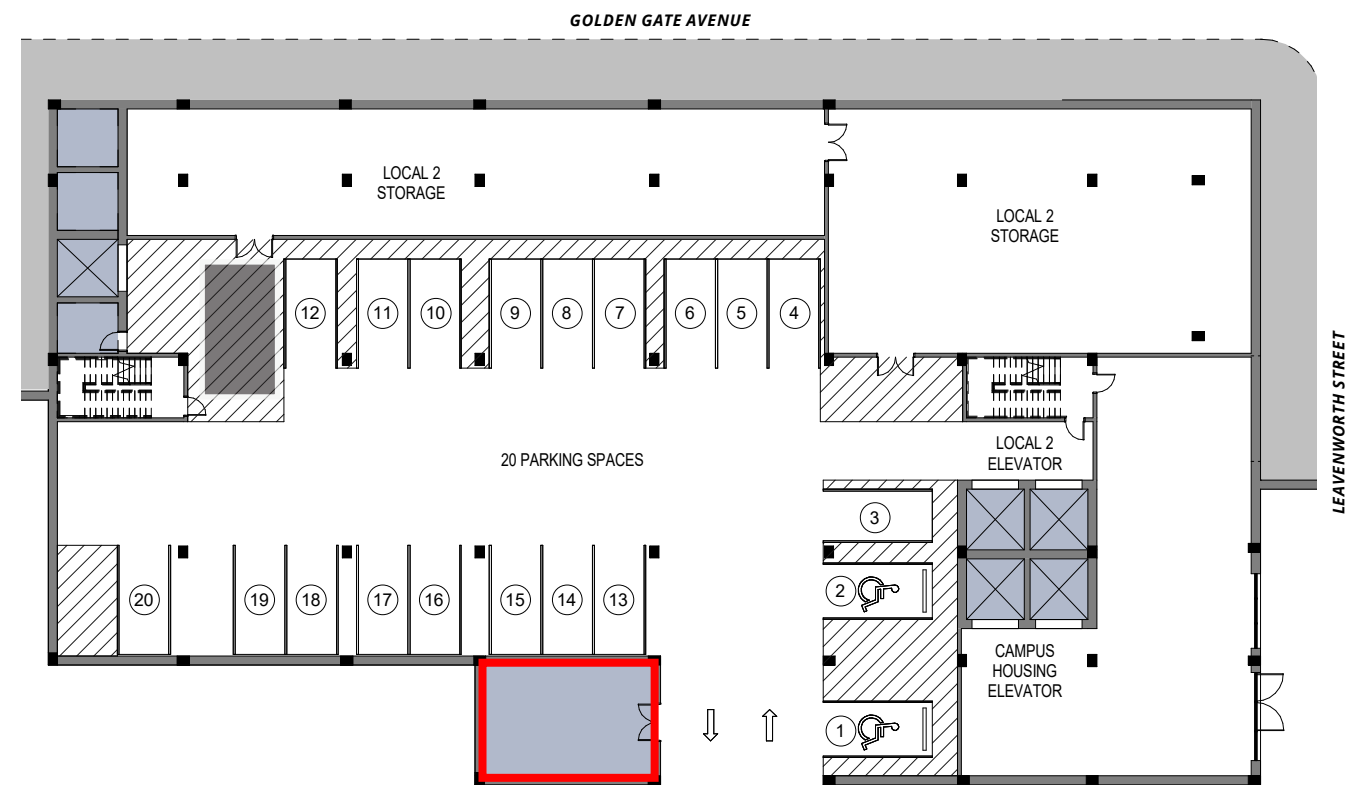 GOLDEN GATE AVENUE
LOCAL 2
STORAGE
LOCAL 2
STORAGE
12
11
10
9
8
7
6
5
4
LEAVENWORTH STREET
20 PARKING SPACES
LOCAL 2
ELEVATOR
3
2
20
19
18
17
16
15
14
13
CAMPUS
HOUSING
ELEVATOR
1